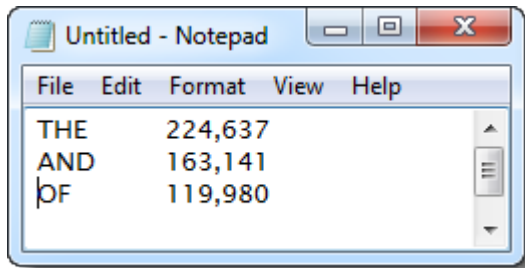 Untitled - Notepad
File Edit Format View Help
THE 224,637
AND 163,141
OF 119,980